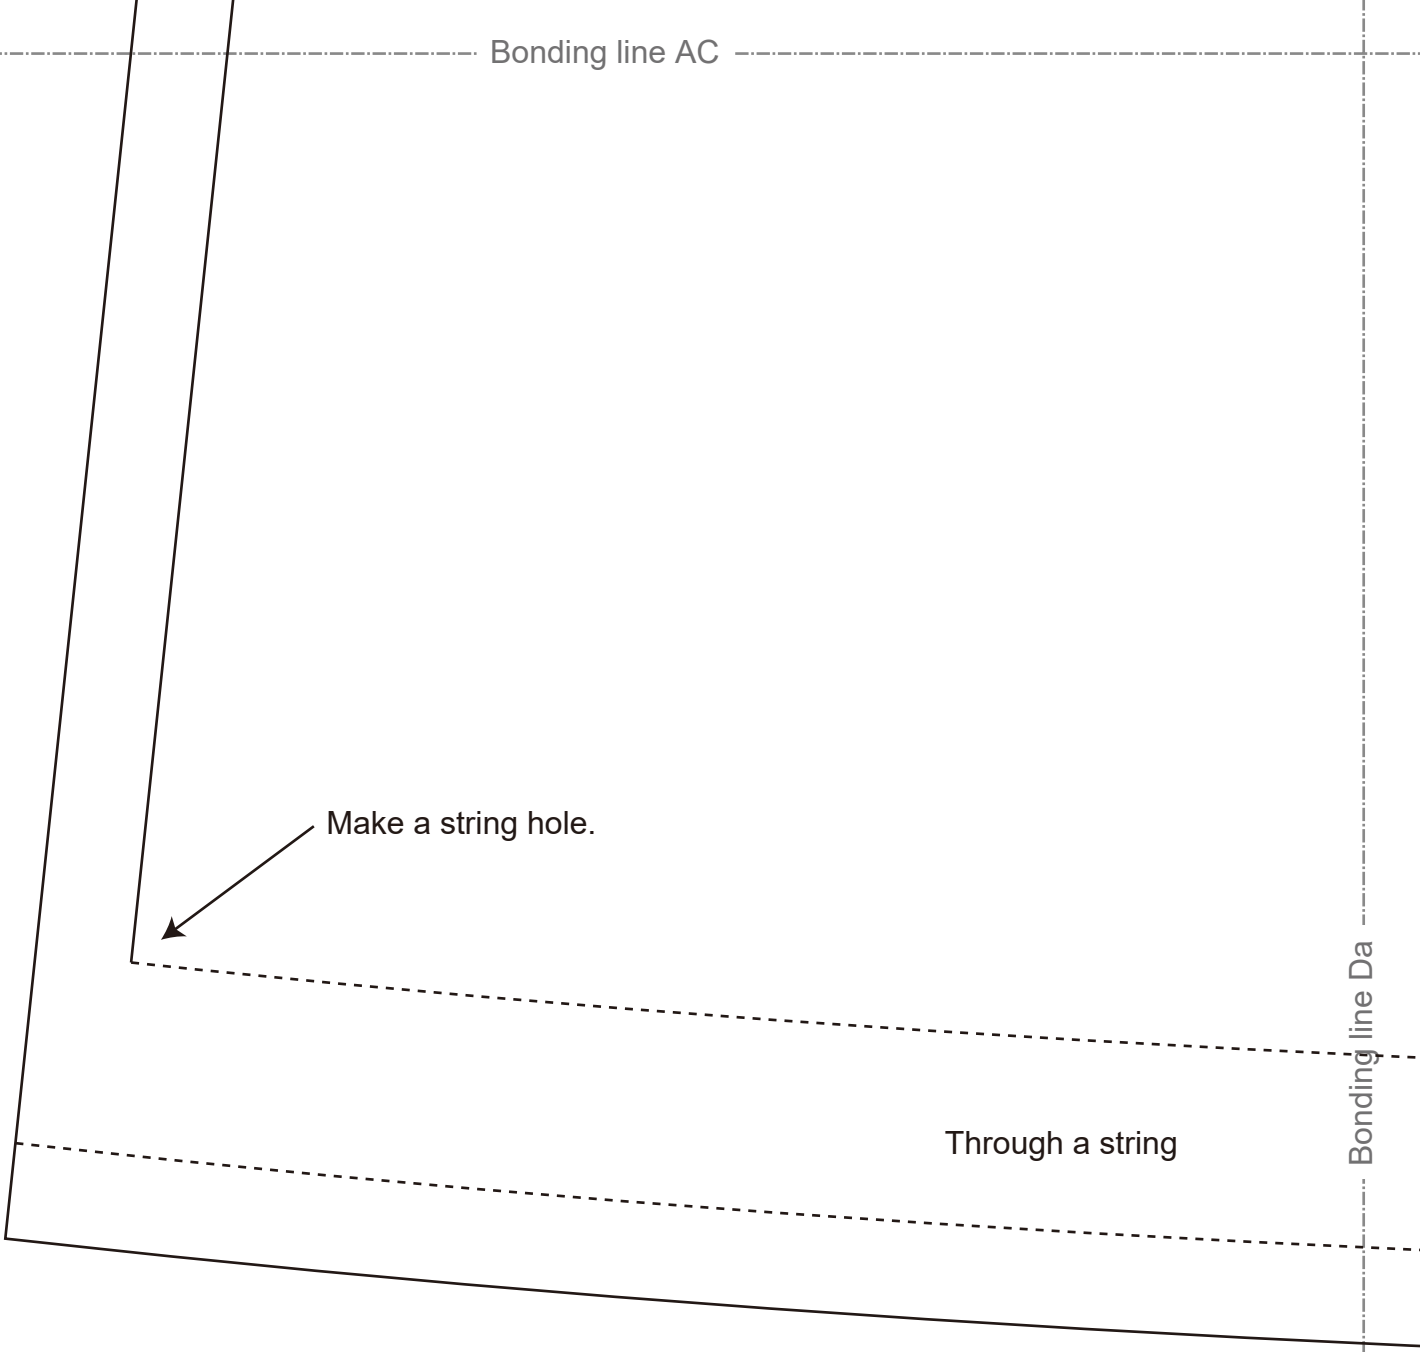 Bonding line AC
Make a string hole.
Bonding line Da
Through a string